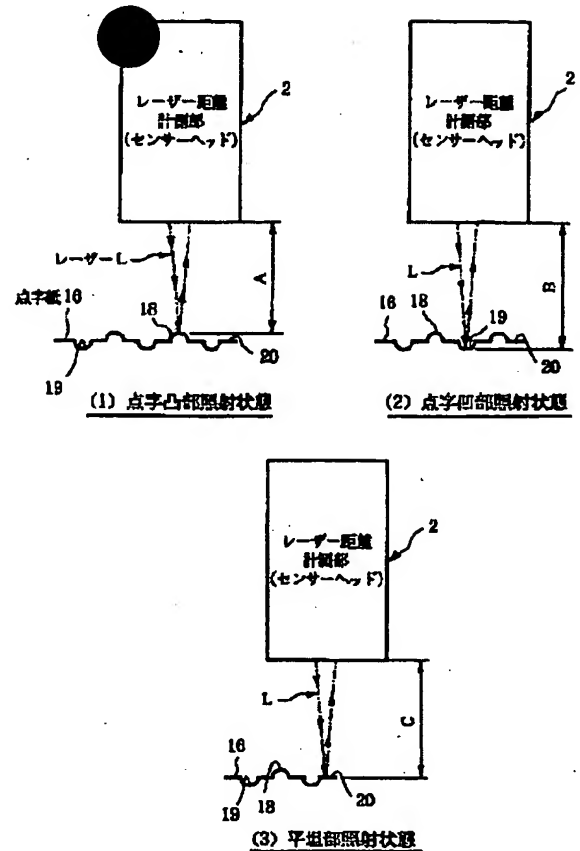 レーザー距離
計測部
(センサーヘッド)
2
レーザーL
A
点字紙16
18
19
20
(1) 点字凸部照射状態
レーザー距離
計測部
(センサーヘッド)
2
L
B
16
18
19
20
(2) 点字凹部照射状態
レーザー距離
計測部
(センサーヘッド)
2
L
C
16
19
18
20
(3) 平坦部照射状態